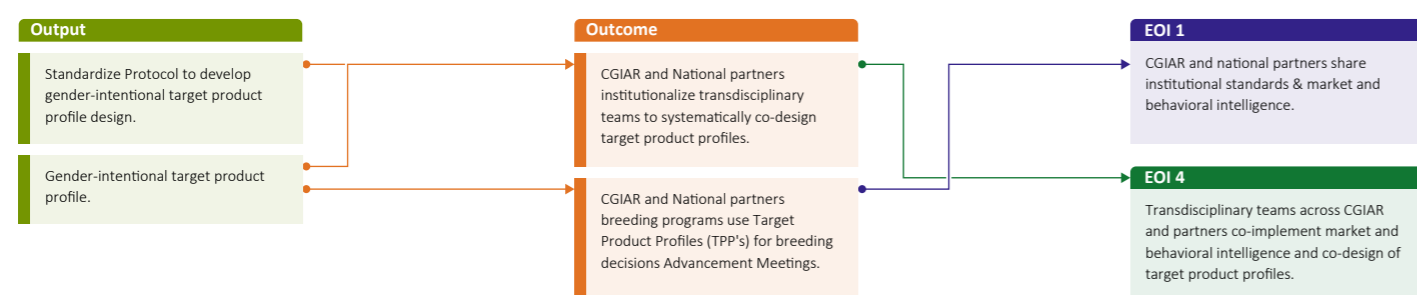 Output
Standardize Protocol to develop
gender-intentional target product
profile design.
Gender-intentional target product
profile.
Outcome
CGIAR and National partners
institutionalize transdisciplinary
teams to systematically co-design
target product profiles.
CGIAR and National partners
breeding programs use Target
Product Profiles (TPP's) for breeding
decisions Advancement Meetings.
EOI 1
CGIAR and national partners share
institutional standards & market and
behavioral intelligence.
EOI 4
Transdisciplinary teams across CGIAR
and partners co-implement market and
behavioral intelligence and co-design of
target product profiles.